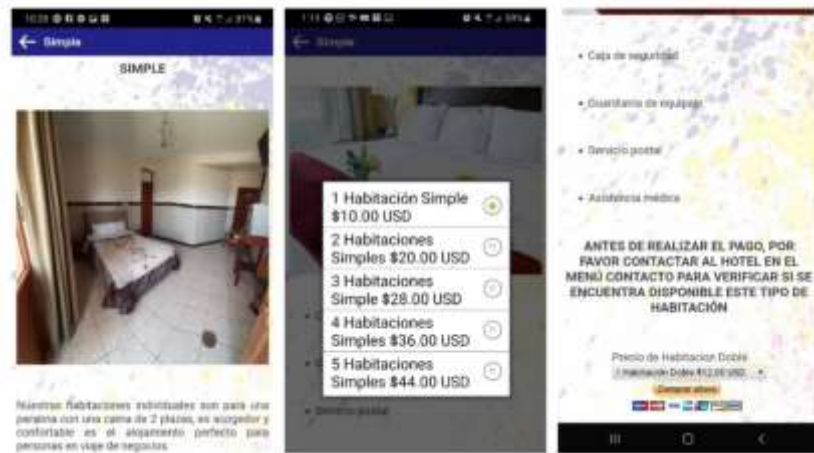 Simple
SIMPLE
Nuestras habitaciones individuales son para una
persona con una cama de 2 plazas, es acogedor y
confortable es el alojamiento perfecto para
personas en viaje de negocios.
1:13
Simple
1 Habitación Simple
$10.00 USD
2 Habitaciones
Simples $20.00 USD
3 Habitaciones
Simple $28.00 USD
4 Habitaciones
Simples $36.00 USD
5 Habitaciones
Simples $44.00 USD
• Servicio postal
• Caja de seguridad
• Guardianía de equipaje
• Servicio postal
• Asistencia médica
ANTES DE REALIZAR EL PAGO, POR
FAVOR CONTACTAR AL HOTEL EN EL
MENÚ CONTACTO PARA VERIFICAR SI SE
ENCUENTRA DISPONIBLE ESTE TIPO DE
HABITACIÓN
Precio de Habitacion Doble
1 Habitación Doble $12.00 USD
Comprar ahora